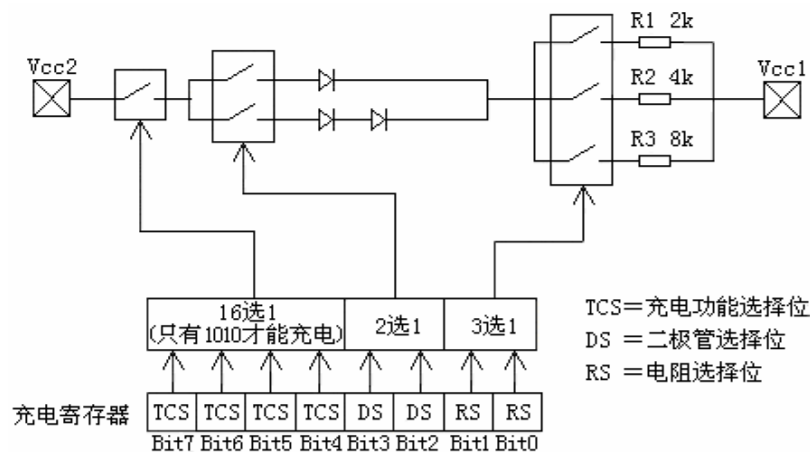 R1 2k
Vcc2
R2 4k
Vcc1
R3 8k
16选1
(只有1010才能充电)
2选1
3选1
TCS=充电功能选择位
DS =二极管选择位
RS =电阻选择位
充电寄存器 TCS TCS TCS TCS DS DS RS RS
Bit7 Bit6 Bit5 Bit4 Bit3 Bit2 Bit1 Bit0